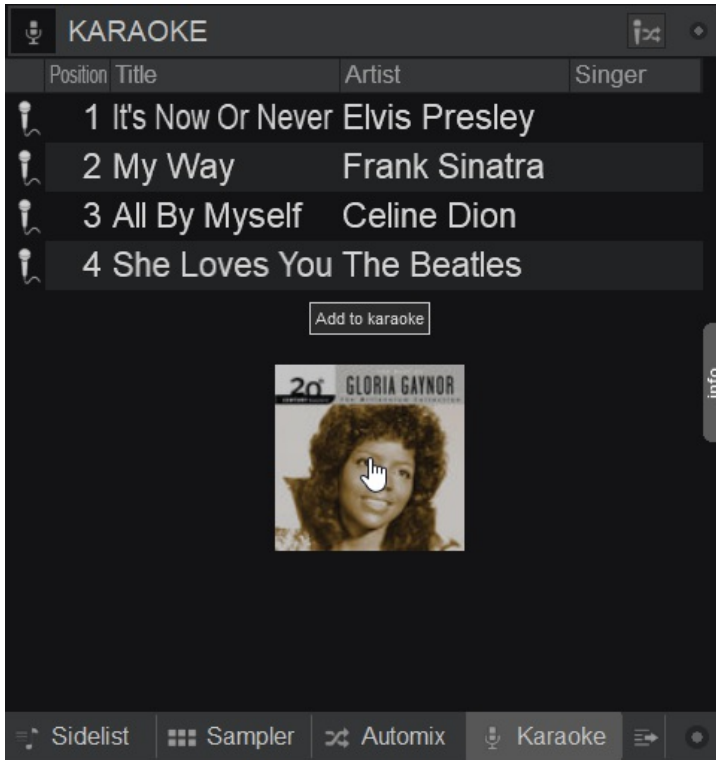 KARAOKE
Position Title Artist Singer
1 It's Now Or Never Elvis Presley
2 My Way Frank Sinatra
3 All By Myself Celine Dion
4 She Loves You The Beatles
Add to karaoke
info
20 GLORIA GAYNOR
Sidelist Sampler Automix Karaoke